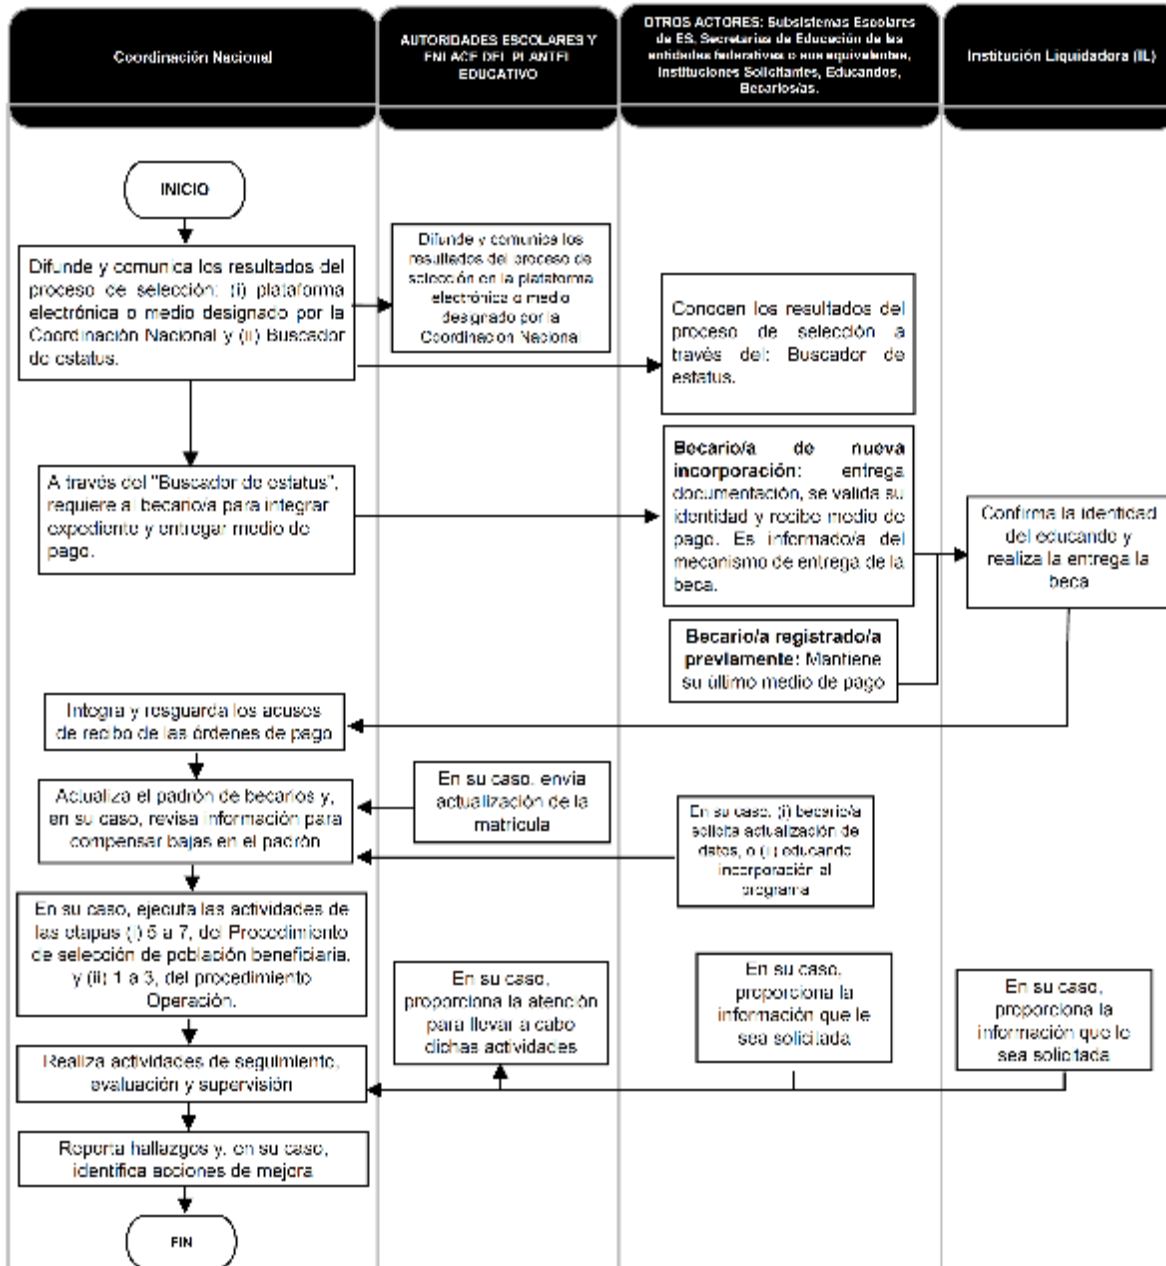 Coordinación Nacional
AUTORIDADES ESCOLARES Y
ENLACE DEL PLANTEL
EDUCATIVO
OTROS ACTORES: Subsistemas Escolares
de ES, Secretarías de Educación de las
entidades federativas o sus equivalentes,
Instituciones Solicitantes, Educandos,
Becarios/as.
Institución Liquidadora (IL)
INICIO
Difunde y comunica los resultados del
proceso de selección: (i) plataforma
electrónica o medio designado por la
Coordinación Nacional y (ii) Buscador
de estatus.
Difunde y comunica los
resultados del proceso de
selección en la plataforma
electrónica o medio
designado por la
Coordinación Nacional
Conocen los resultados del
proceso de selección a
través del: Buscador de
estatus.
A través del "Buscador de estatus",
requiere al becario/a para integrar
expediente y entregar medio de
pago.
Becario/a de nueva
incorporación: entrega
documentación, se valida su
identidad y recibe medio de
pago. Es informado/a del
mecanismo de entrega de la
beca.
Confirma la identidad
del educando y
realiza la entrega la
beca
Becario/a registrado/a
previamente: Mantiene
su último medio de pago
Integra y resguarda los acuses
de recibo de las órdenes de pago
Actualiza el padrón de becarios y,
en su caso, revisa información para
compensar bajas en el padrón
En su caso, envía
actualización de la
matrícula
En su caso, (i) becario/a
solicita actualización de
datos, o (ii) educando
incorporación al
programa
En su caso, ejecuta las actividades de
las etapas (i) 5 a 7, del Procedimiento
de selección de población beneficiaria,
y (ii) 1 a 3, del procedimiento
Operación.
En su caso,
proporciona la atención
para llevar a cabo
dichas actividades
En su caso,
proporciona la
información que le
sea solicitada
En su caso,
proporciona la
información que le
sea solicitada
Realiza actividades de seguimiento,
evaluación y supervisión
Reporta hallazgos y, en su caso,
identifica acciones de mejora
FIN